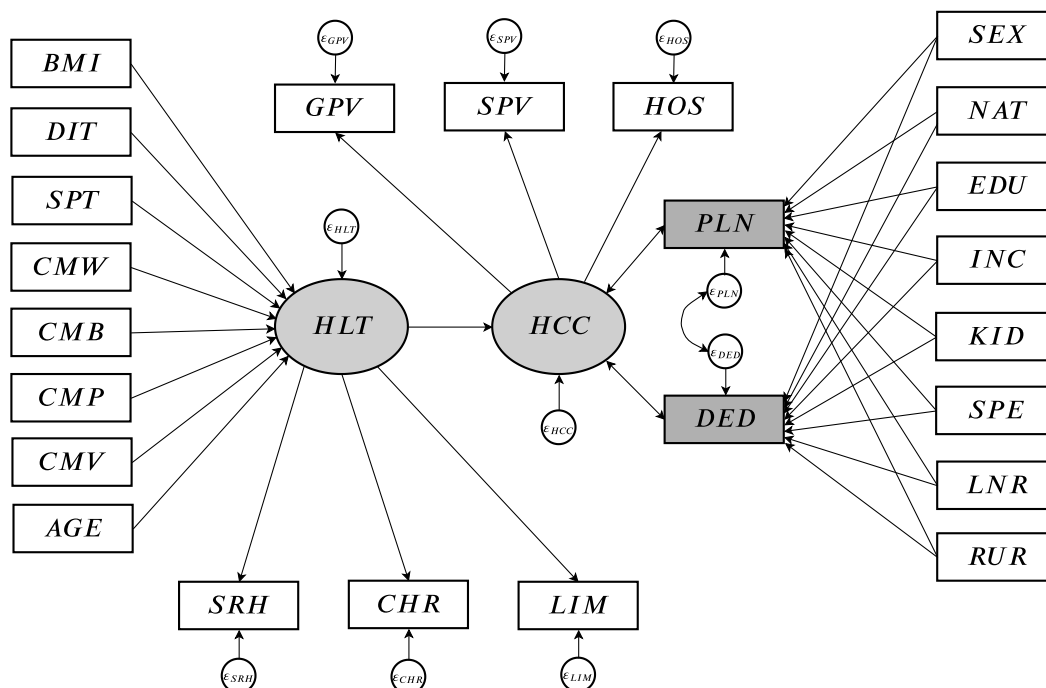 BMI
DIT
SPT
CMW
CMB
CMP
CMV
AGE
εGPV
εSPV
εHOS
GPV
SPV
HOS
εHLT
HLT
HCC
εHCC
PLN
εPLN
εDED
DED
SEX
NAT
EDU
INC
KID
SPE
LNR
RUR
SRH
CHR
LIM
εSRH
εCHR
εLIM